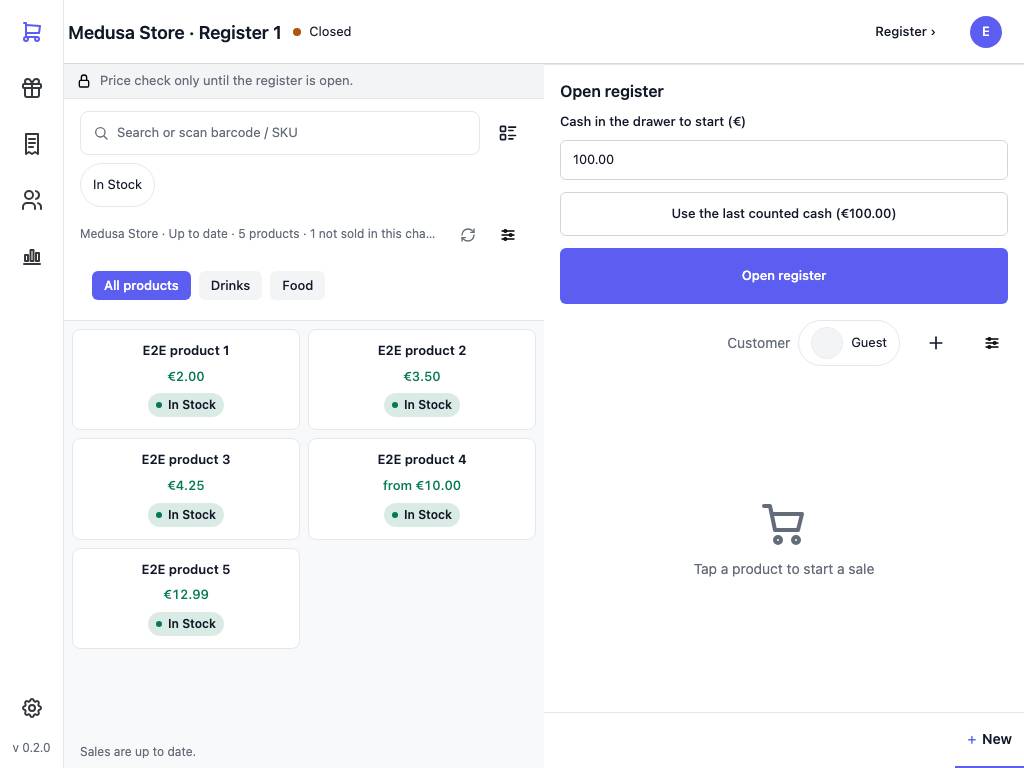 Medusa Store · Register 1
Closed
Register ›
E
Price check only until the register is open.
Search or scan barcode / SKU
In Stock
Medusa Store · Up to date · 5 products · 1 not sold in this cha...
All products
Drinks
Food
E2E product 1
€2.00
In Stock
E2E product 2
€3.50
In Stock
E2E product 3
€4.25
In Stock
E2E product 4
from €10.00
In Stock
E2E product 5
€12.99
In Stock
Sales are up to date.
v 0.2.0
Open register
Cash in the drawer to start (€)
100.00
Use the last counted cash (€100.00)
Open register
Customer
Guest
Tap a product to start a sale
+ New